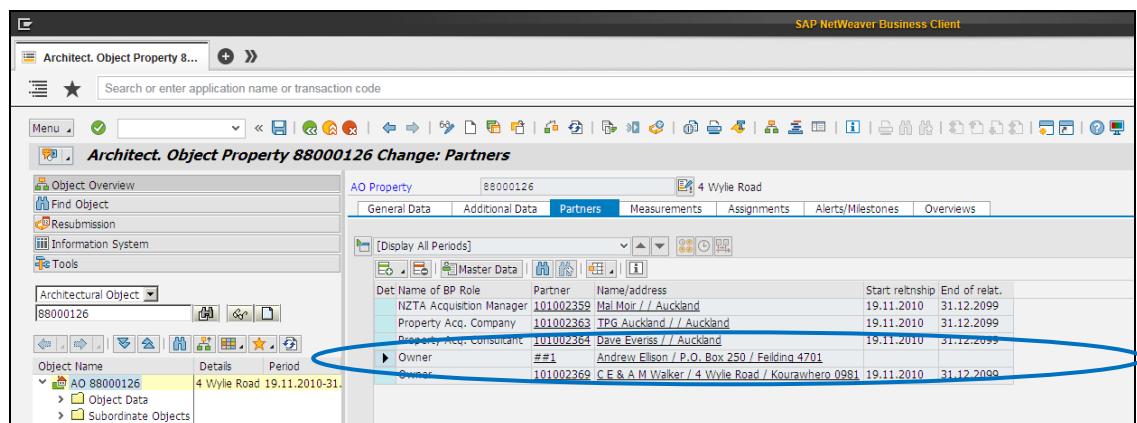 SAP NetWeaver Business Client
Architect. Object Property 8...
Search or enter application name or transaction code
Menu
Architect. Object Property 88000126 Change: Partners
Object Overview
Find Object
Resubmission
Information System
Tools
Architectural Object
88000126
Object Name Details Period
AO 88000126 4 Wylie Road 19.11.2010-31.
Object Data
Subordinate Objects
AO Property 88000126 4 Wylie Road
General Data Additional Data Partners Measurements Assignments Alerts/Milestones Overviews
[Display All Periods]
Master Data
Det Name of BP Role Partner Name/address Start reltnship End of relat.
NZTA Acquisition Manager 101002359 Mal Moir / / Auckland 19.11.2010 31.12.2099
Property Acq. Company 101002363 TPG Auckland / / Auckland 19.11.2010 31.12.2099
Property Acq. Consultant 101002364 Dave Everiss / / Auckland 19.11.2010 31.12.2099
Owner ##1 Andrew Ellison / P.O. Box 250 / Feilding 4701
Owner 101002369 C E & A M Walker / 4 Wylie Road / Kourawhero 0981 19.11.2010 31.12.2099